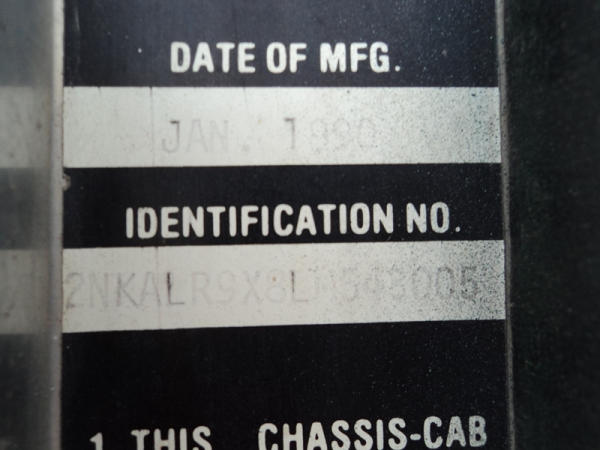 DATE OF MFG.
JAN. 1990
IDENTIFICATION NO.
1 THIS CHASSIS-CAB